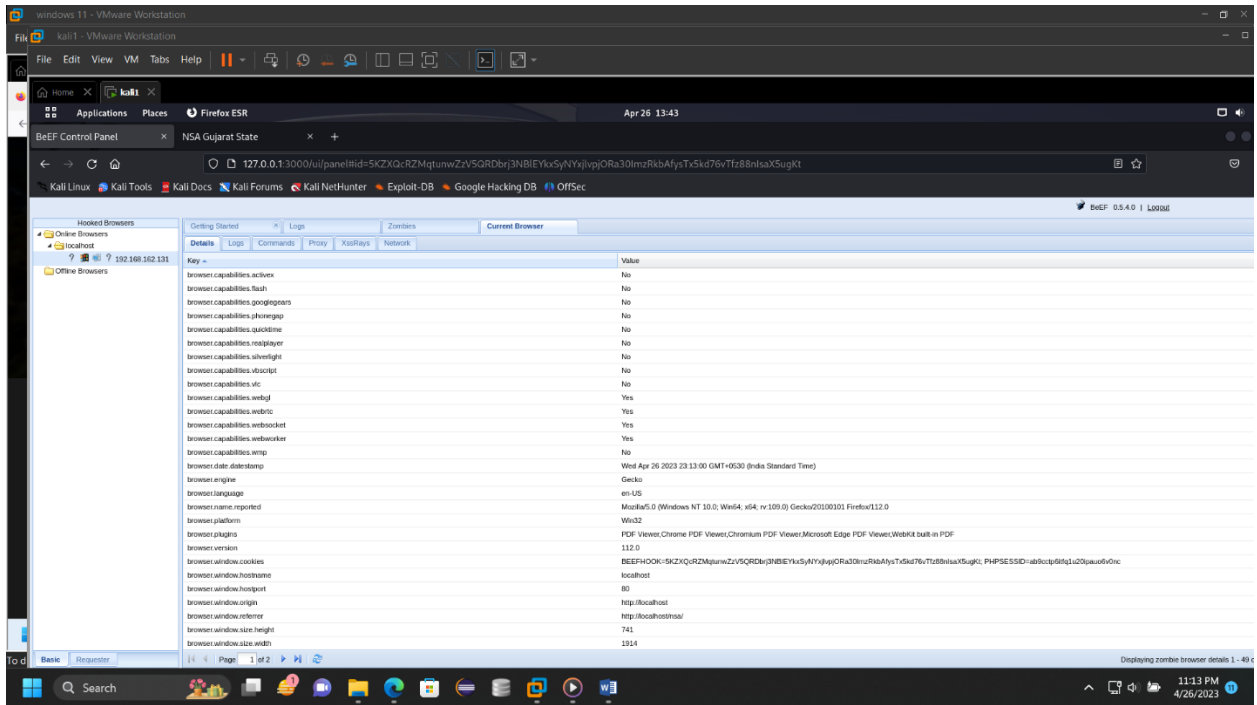 windows 11 - VMware Workstation
File
kali1 - VMware Workstation
File Edit View VM Tabs Help
Home kali1
Applications Places Firefox ESR Apr 26 13:43
BeEF Control Panel NSA Gujarat State
Kali Linux Kali Tools Kali Docs Kali Forums Kali NetHunter Exploit-DB Google Hacking DB OffSec
BeEF 0.5.4.0 | Logout
Hooked Browsers
Online Browsers
localhost
? ? 192.168.162.131
Offline Browsers
Getting Started Logs Zombies Current Browser
Details Logs Commands Proxy XssRays Network
Key Value
browser.capabilities.activex No
browser.capabilities.flash No
browser.capabilities.googlegears No
browser.capabilities.phonegap No
browser.capabilities.quicktime No
browser.capabilities.realplayer No
browser.capabilities.silverlight No
browser.capabilities.vbscript No
browser.capabilities.vlc No
browser.capabilities.webgl Yes
browser.capabilities.webrtc Yes
browser.capabilities.websocket Yes
browser.capabilities.webworker Yes
browser.capabilities.wmp No
browser.date.datestamp Wed Apr 26 2023 23:13:00 GMT+0530 (India Standard Time)
browser.engine Gecko
browser.language en-US
browser.name.reported Mozilla/5.0 (Windows NT 10.0; Win64; x64; rv:109.0) Gecko/20100101 Firefox/112.0
browser.platform Win32
browser.plugins PDF Viewer,Chrome PDF Viewer,Chromium PDF Viewer,Microsoft Edge PDF Viewer,WebKit built-in PDF
browser.version 112.0
browser.window.cookies
browser.window.hostname localhost
browser.window.hostport 80
browser.window.origin http://localhost
browser.window.referrer http://localhost/nsa/
browser.window.size.height 741
browser.window.size.width 1914
To d
Basic Requester Page 1 of 2 Displaying zombie browser details 1 - 49
Search
11:13 PM
4/26/2023